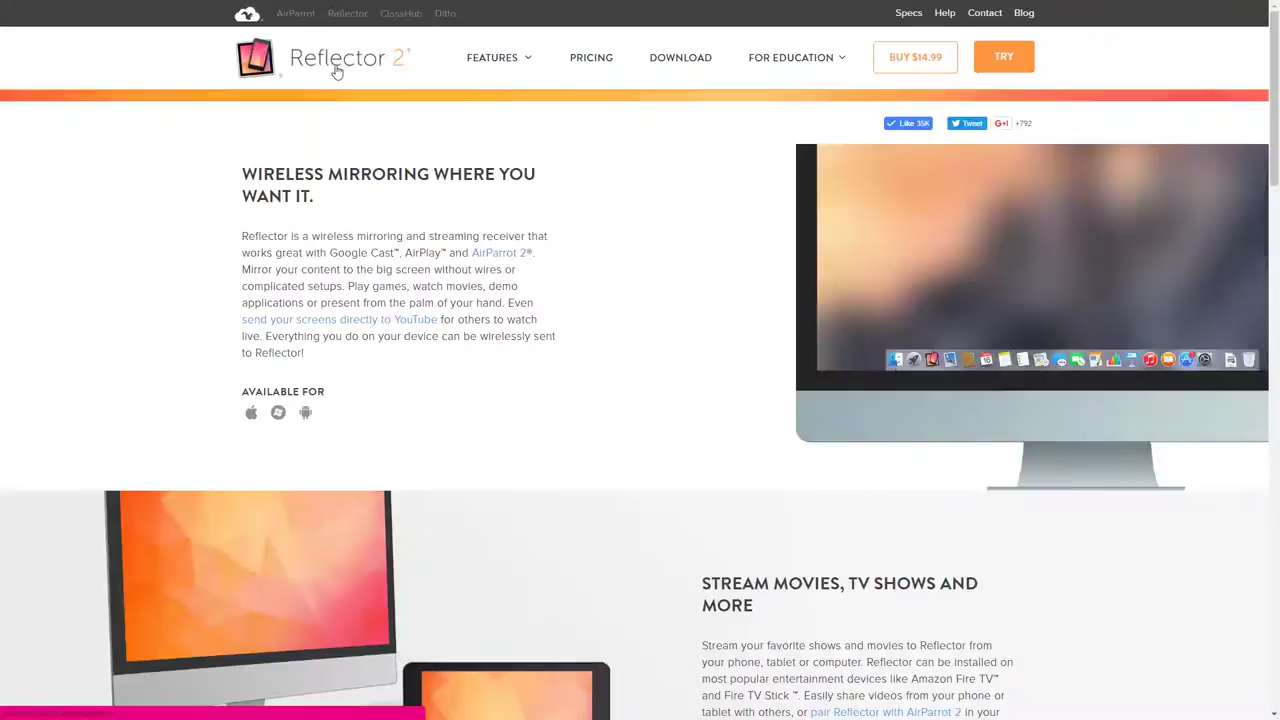 AirParrot Reflector ClassHub Ditto
Specs Help Contact Blog
Reflector 2®
FEATURES PRICING DOWNLOAD FOR EDUCATION BUY $14.99 TRY
Like 35K Tweet G+1 +792
WIRELESS MIRRORING WHERE YOU
WANT IT.
Reflector is a wireless mirroring and streaming receiver that
works great with Google Cast™, AirPlay™ and AirParrot 2®.
Mirror your content to the big screen without wires or
complicated setups. Play games, watch movies, demo
applications or present from the palm of your hand. Even
send your screens directly to YouTube for others to watch
live. Everything you do on your device can be wirelessly sent
to Reflector!
AVAILABLE FOR
STREAM MOVIES, TV SHOWS AND
MORE
Stream your favorite shows and movies to Reflector from
your phone, tablet or computer. Reflector can be installed on
most popular entertainment devices like Amazon Fire TV™
and Fire TV Stick ™. Easily share videos from your phone or
tablet with others, or pair Reflector with AirParrot 2 in your